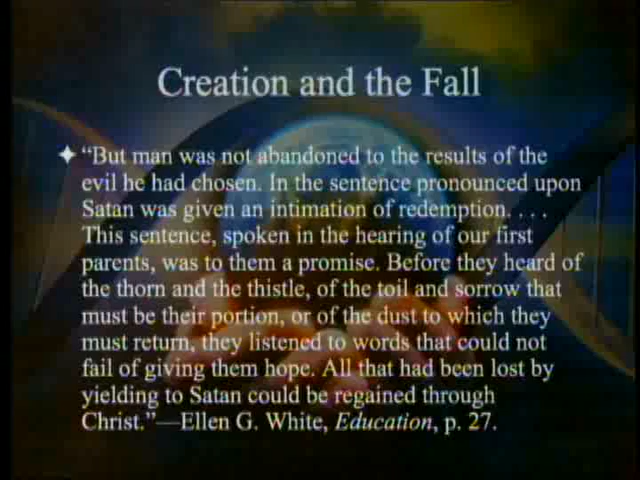 Creation and the Fall
“But man was not abandoned to the results of the
evil he had chosen. In the sentence pronounced upon
Satan was given an intimation of redemption. . . .
This sentence, spoken in the hearing of our first
parents, was to them a promise. Before they heard of
the thorn and the thistle, of the toil and sorrow that
must be their portion, or of the dust to which they
must return, they listened to words that could not
fail of giving them hope. All that had been lost by
yielding to Satan could be regained through
Christ.”—Ellen G. White, Education, p. 27.